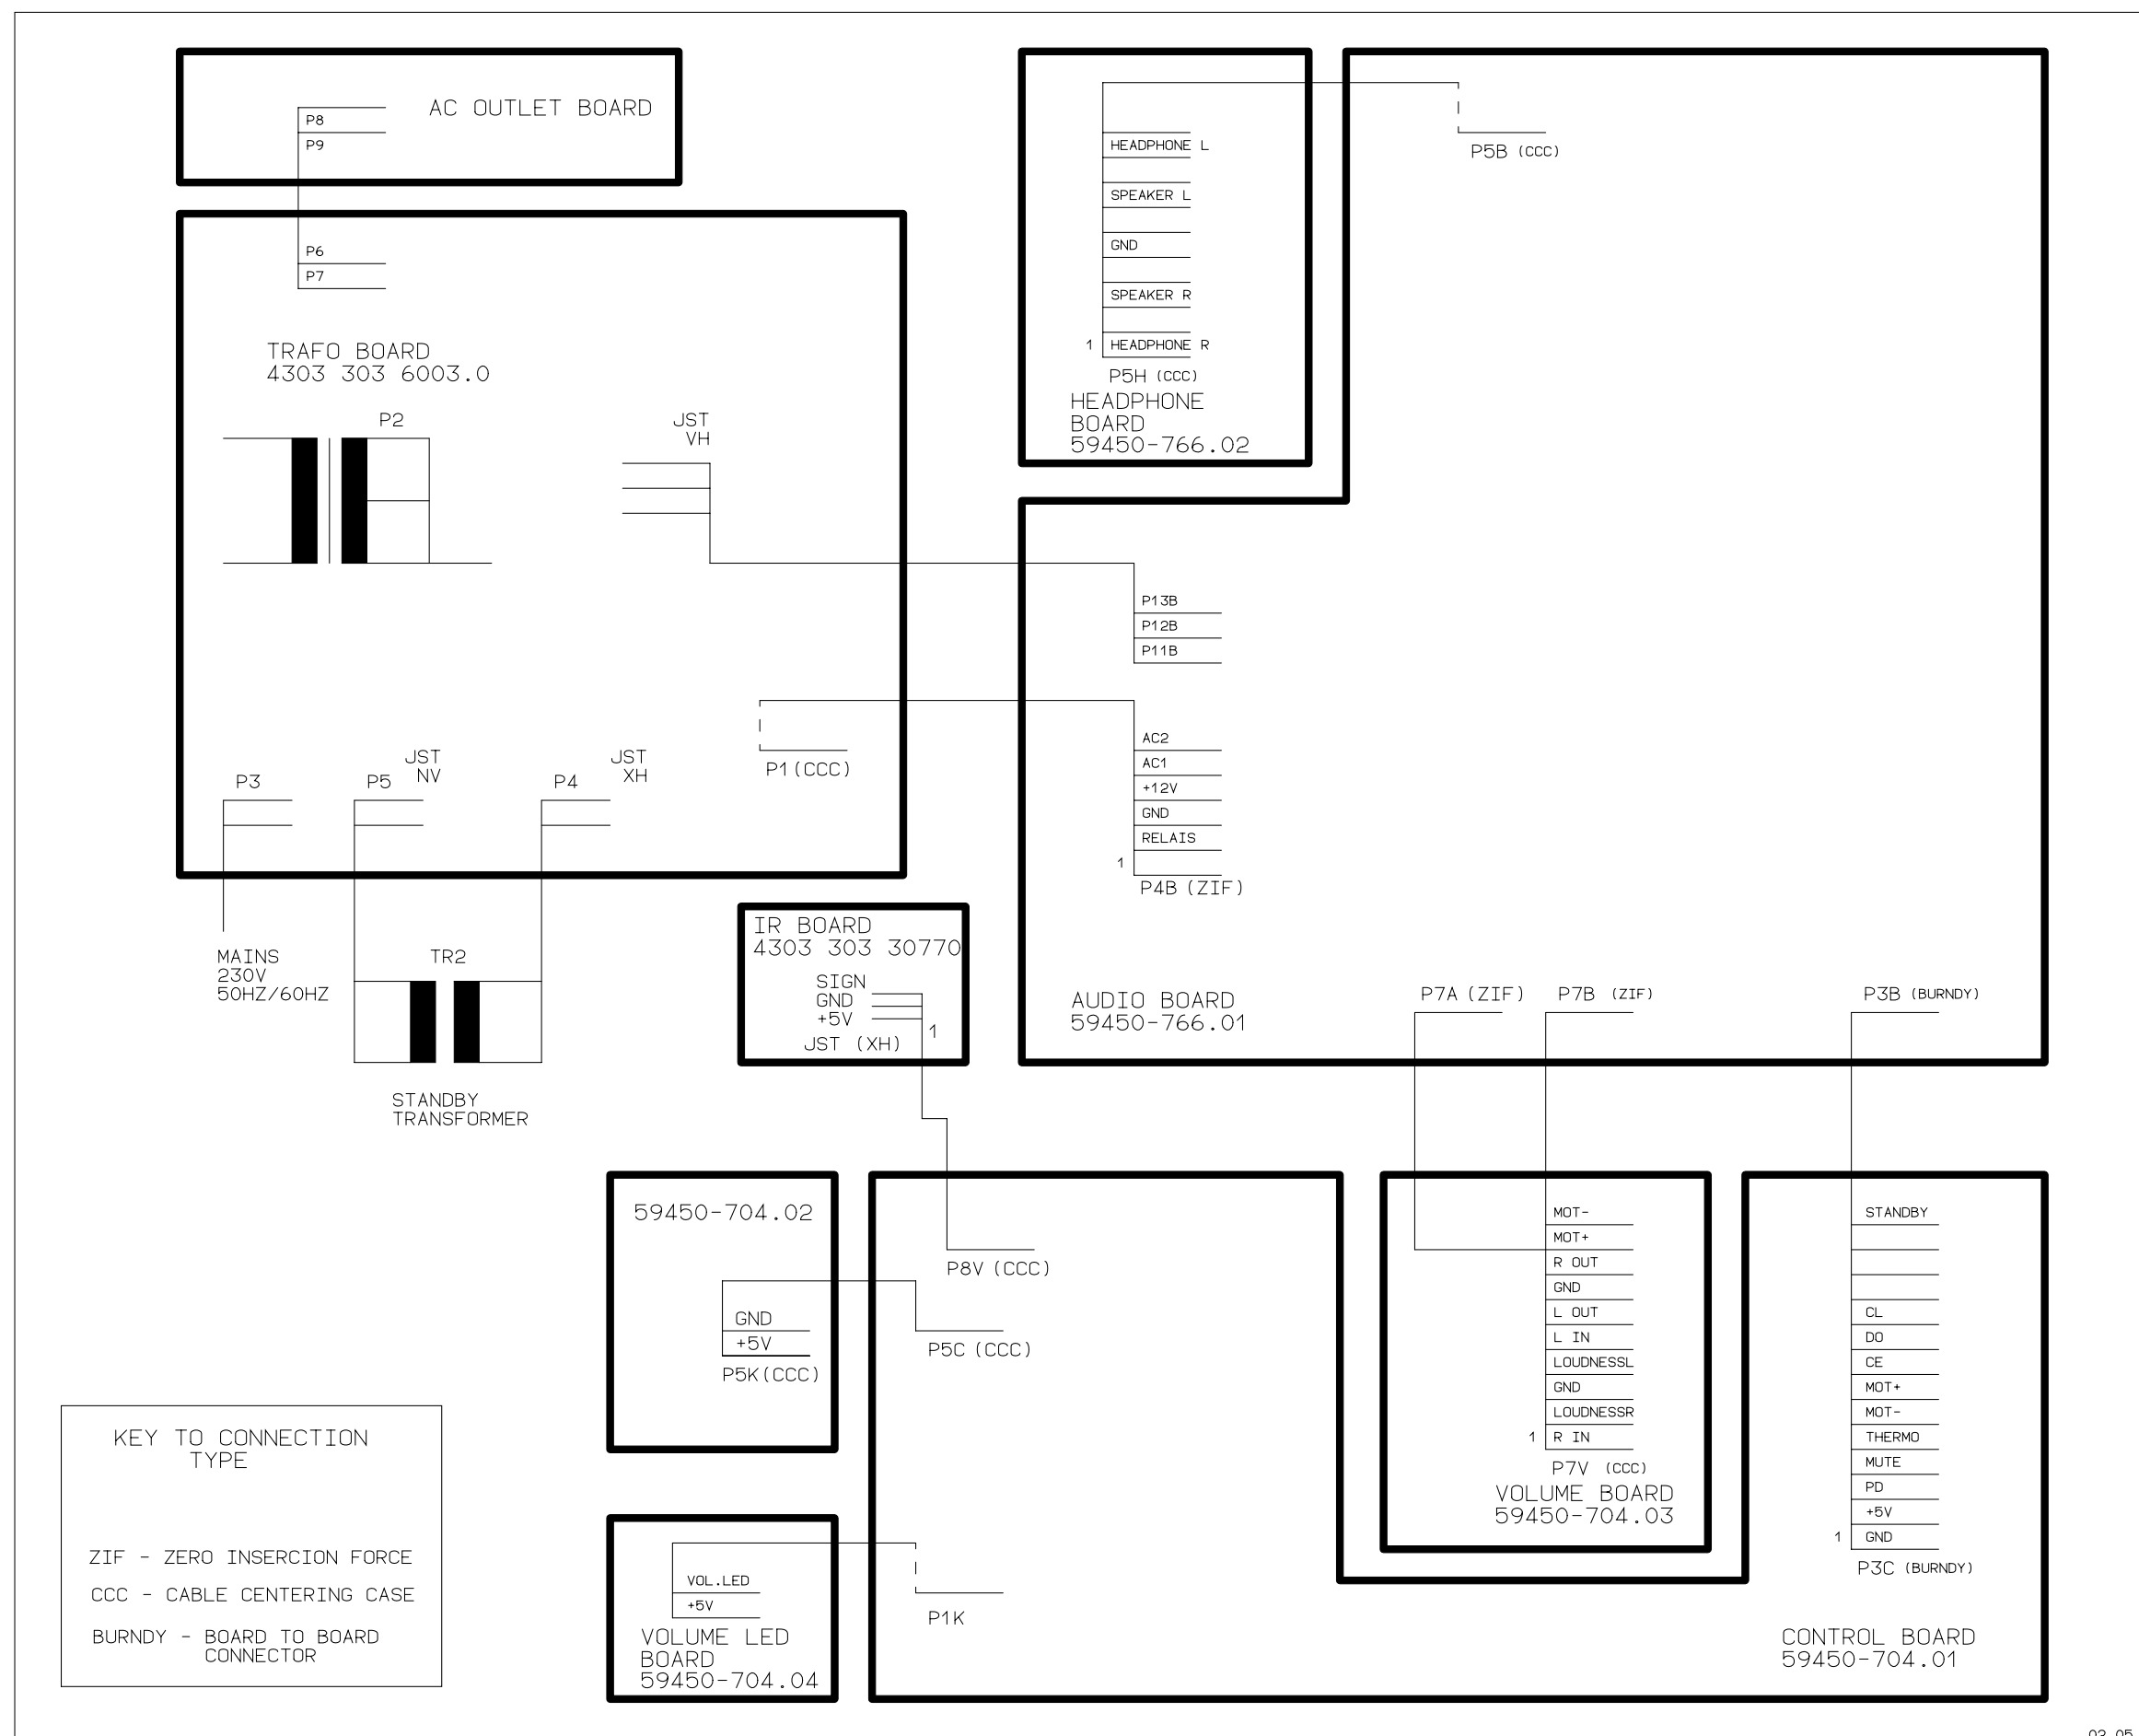 AC OUTLET BOARD
P8
P9
P6
P7
TRAFO BOARD
4303 303 6003.0
P2
JST
VH
P3
P5
JST
NV
P4
JST
XH
P1 (CCC)
MAINS
230V
50HZ/60HZ
TR2
STANDBY
TRANSFORMER
HEADPHONE L
SPEAKER L
GND
SPEAKER R
1 HEADPHONE R
P5H (CCC)
HEADPHONE
BOARD
59450-766.02
P5B (CCC)
P13B
P12B
P11B
AC2
AC1
+12V
GND
RELAIS
1
P4B (ZIF)
AUDIO BOARD
59450-766.01
P7A (ZIF)
P7B (ZIF)
P3B (BURNDY)
IR BOARD
4303 303 30770
SIGN
GND
+5V
1
JST (XH)
59450-704.02
GND
+5V
P5K(CCC)
P8V (CCC)
P5C (CCC)
VOL.LED
+5V
VOLUME LED
BOARD
59450-704.04
P1K
MOT-
MOT+
R OUT
GND
L OUT
L IN
LOUDNESSL
GND
LOUDNESSR
1 R IN
P7V (CCC)
VOLUME BOARD
59450-704.03
STANDBY
CL
DO
CE
MOT+
MOT-
THERMO
MUTE
PD
+5V
1 GND
P3C (BURNDY)
CONTROL BOARD
59450-704.01
KEY TO CONNECTION
TYPE
ZIF - ZERO INSERCION FORCE
CCC - CABLE CENTERING CASE
BURNDY - BOARD TO BOARD
CONNECTOR